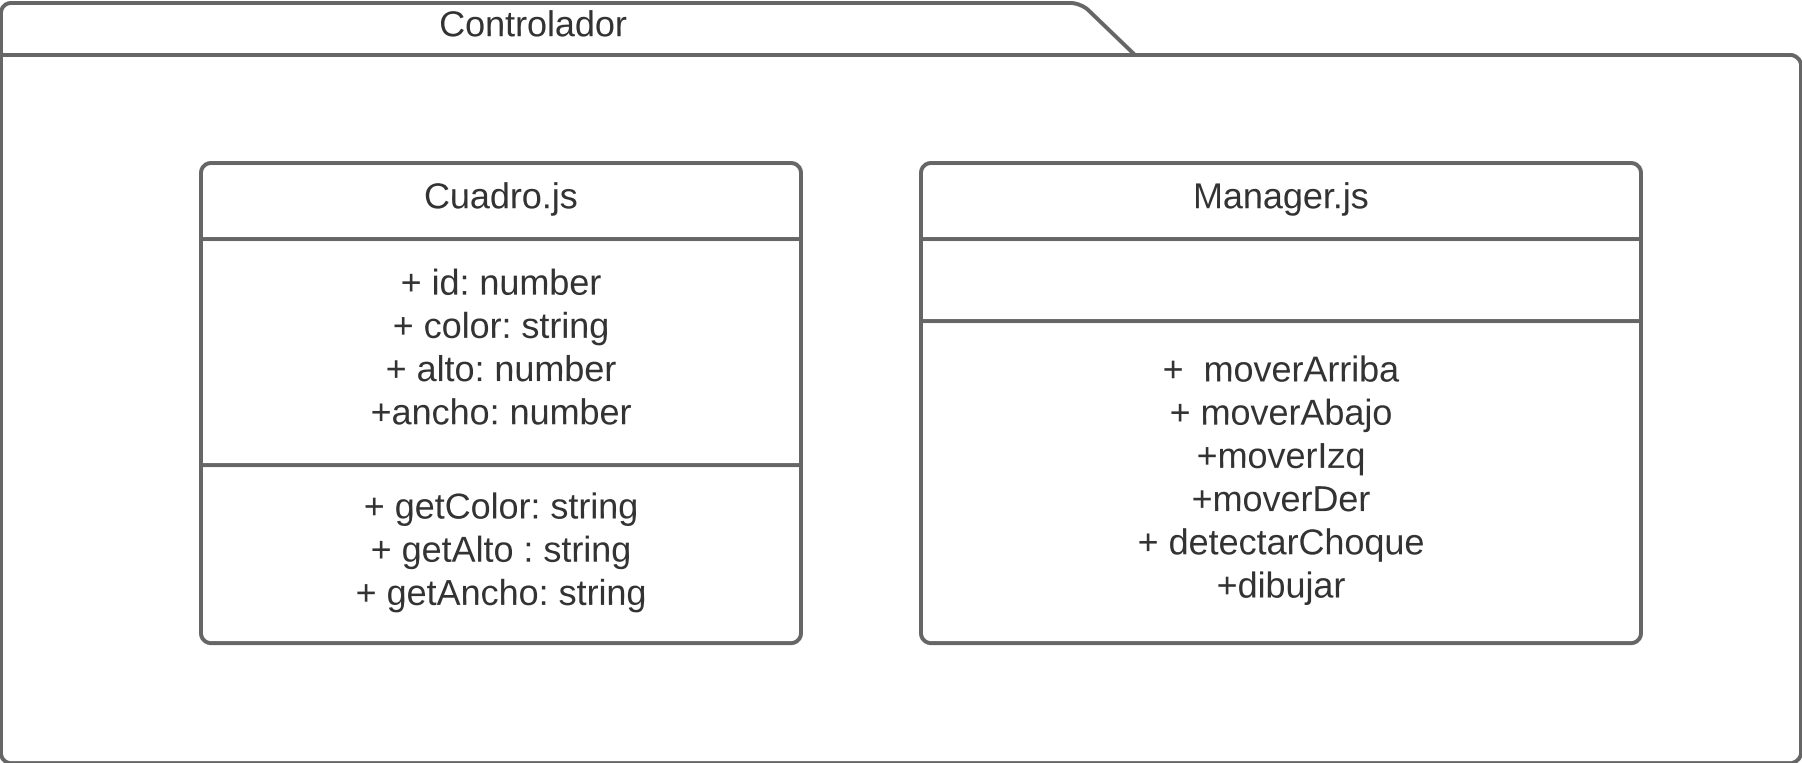 Controlador
Cuadro.js
+ id: number
+ color: string
+ alto: number
+ancho: number
+ getColor: string
+ getAlto : string
+ getAncho: string
Manager.js
+  moverArriba
+ moverAbajo
+moverIzq
+moverDer
+ detectarChoque
+dibujar